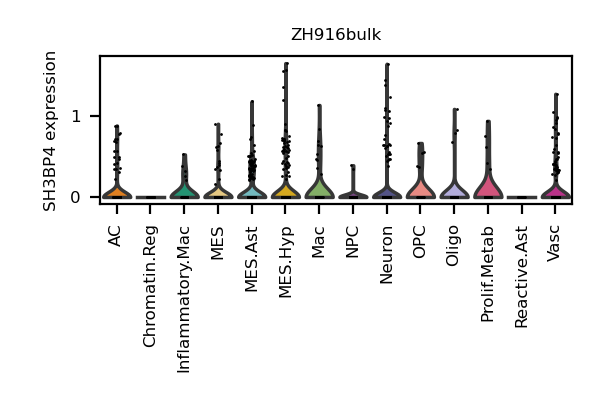 ZH916bulk
SH3BP4 expression
1
0
AC
Chromatin.Reg
Inflammatory.Mac
MES
MES.Ast
MES.Hyp
Mac
NPC
Neuron
OPC
Oligo
Prolif.Metab
Reactive.Ast
Vasc